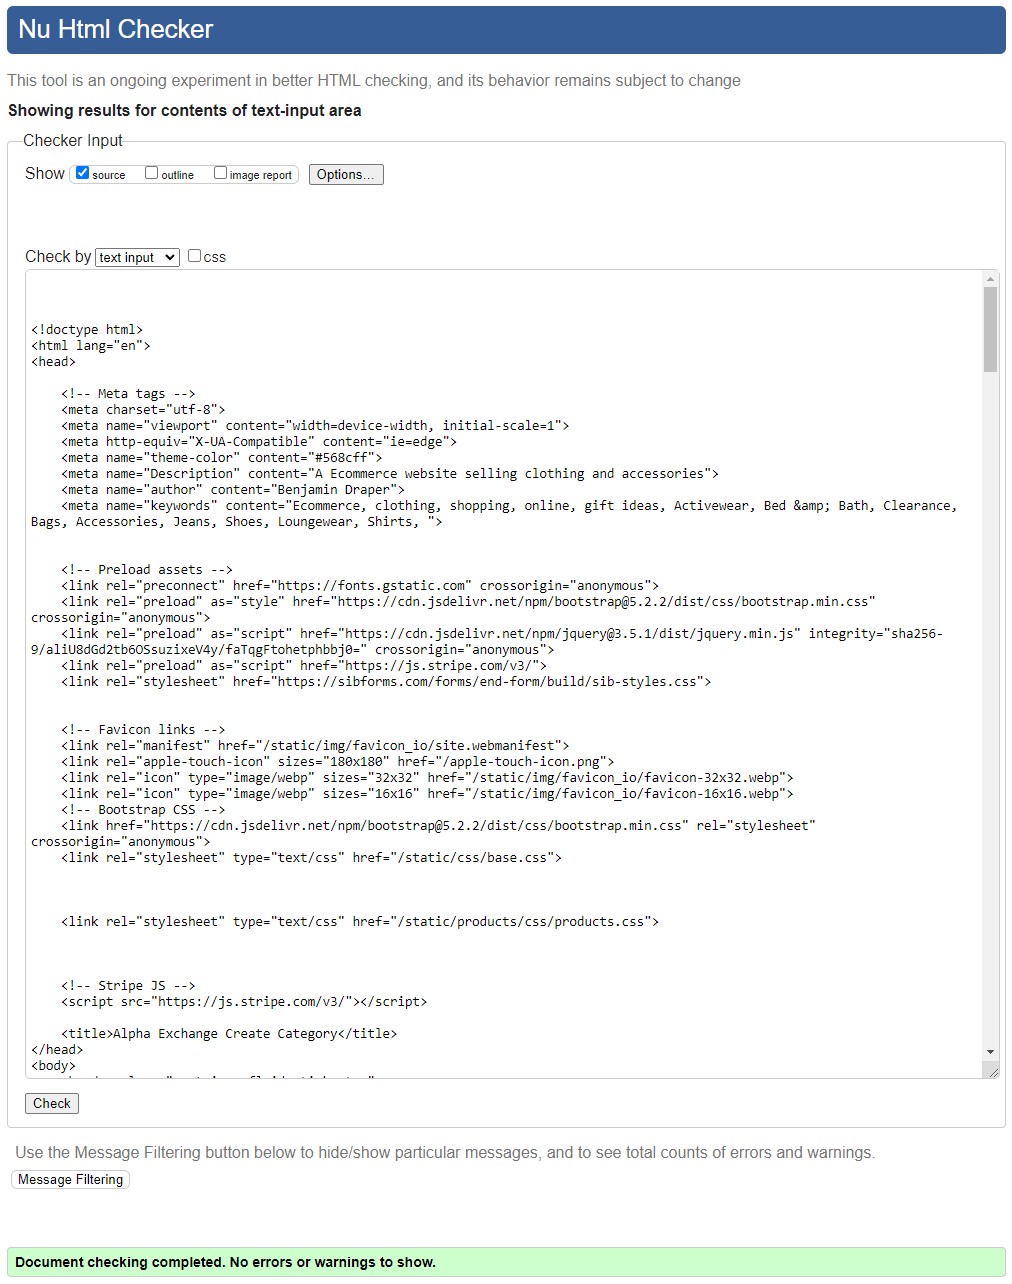 Nu Html Checker
This tool is an ongoing experiment in better HTML checking, and its behavior remains subject to change
Showing results for contents of text-input area
Checker Input
Show source outline image report Options...
Check by text input css
<!doctype html>
<html lang="en">
<head>
<!-- Meta tags -->
<meta charset="utf-8">
<meta name="viewport" content="width=device-width, initial-scale=1">
<meta http-equiv="X-UA-Compatible" content="ie=edge">
<meta name="theme-color" content="#568cff">
<meta name="Description" content="A Ecommerce website selling clothing and accessories">
<meta name="author" content="Benjamin Draper">
<meta name="keywords" content="Ecommerce, clothing, shopping, online, gift ideas, Activewear, Bed &amp; Bath, Clearance,
Bags, Accessories, Jeans, Shoes, Loungewear, Shirts, ">
<!-- Preload assets -->
<link rel="preconnect" href="https://fonts.gstatic.com" crossorigin="anonymous">
<link rel="preload" as="style" href="https://cdn.jsdelivr.net/npm/bootstrap@5.2.2/dist/css/bootstrap.min.css"
crossorigin="anonymous">
<link rel="preload" as="script" href="https://cdn.jsdelivr.net/npm/jquery@3.5.1/dist/jquery.min.js" integrity="sha256-
9/aliU8dGd2tb6OSsuzixeV4y/faTqgFtohetphbbj0=" crossorigin="anonymous">
<link rel="preload" as="script" href="https://js.stripe.com/v3/">
<link rel="stylesheet" href="https://sibforms.com/forms/end-form/build/sib-styles.css">
<!-- Favicon links -->
<link rel="manifest" href="/static/img/favicon_io/site.webmanifest">
<link rel="apple-touch-icon" sizes="180x180" href="/apple-touch-icon.png">
<link rel="icon" type="image/webp" sizes="32x32" href="/static/img/favicon_io/favicon-32x32.webp">
<link rel="icon" type="image/webp" sizes="16x16" href="/static/img/favicon_io/favicon-16x16.webp">
<!-- Bootstrap CSS -->
<link href="https://cdn.jsdelivr.net/npm/bootstrap@5.2.2/dist/css/bootstrap.min.css" rel="stylesheet"
crossorigin="anonymous">
<link rel="stylesheet" type="text/css" href="/static/css/base.css">
<link rel="stylesheet" type="text/css" href="/static/products/css/products.css">
<!-- Stripe JS -->
<script src="https://js.stripe.com/v3/"></script>
<title>Alpha Exchange Create Category</title>
</head>
<body>
Check
Use the Message Filtering button below to hide/show particular messages, and to see total counts of errors and warnings.
Message Filtering
Document checking completed. No errors or warnings to show.